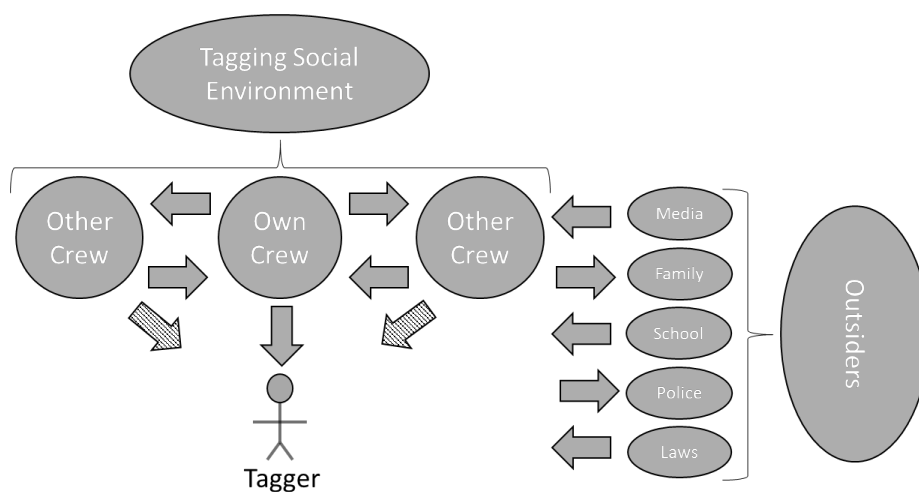 Tagging Social
Environment
Other
Crew
Own
Crew
Other
Crew
Media
Family
School
Police
Laws
Outsiders
Tagger